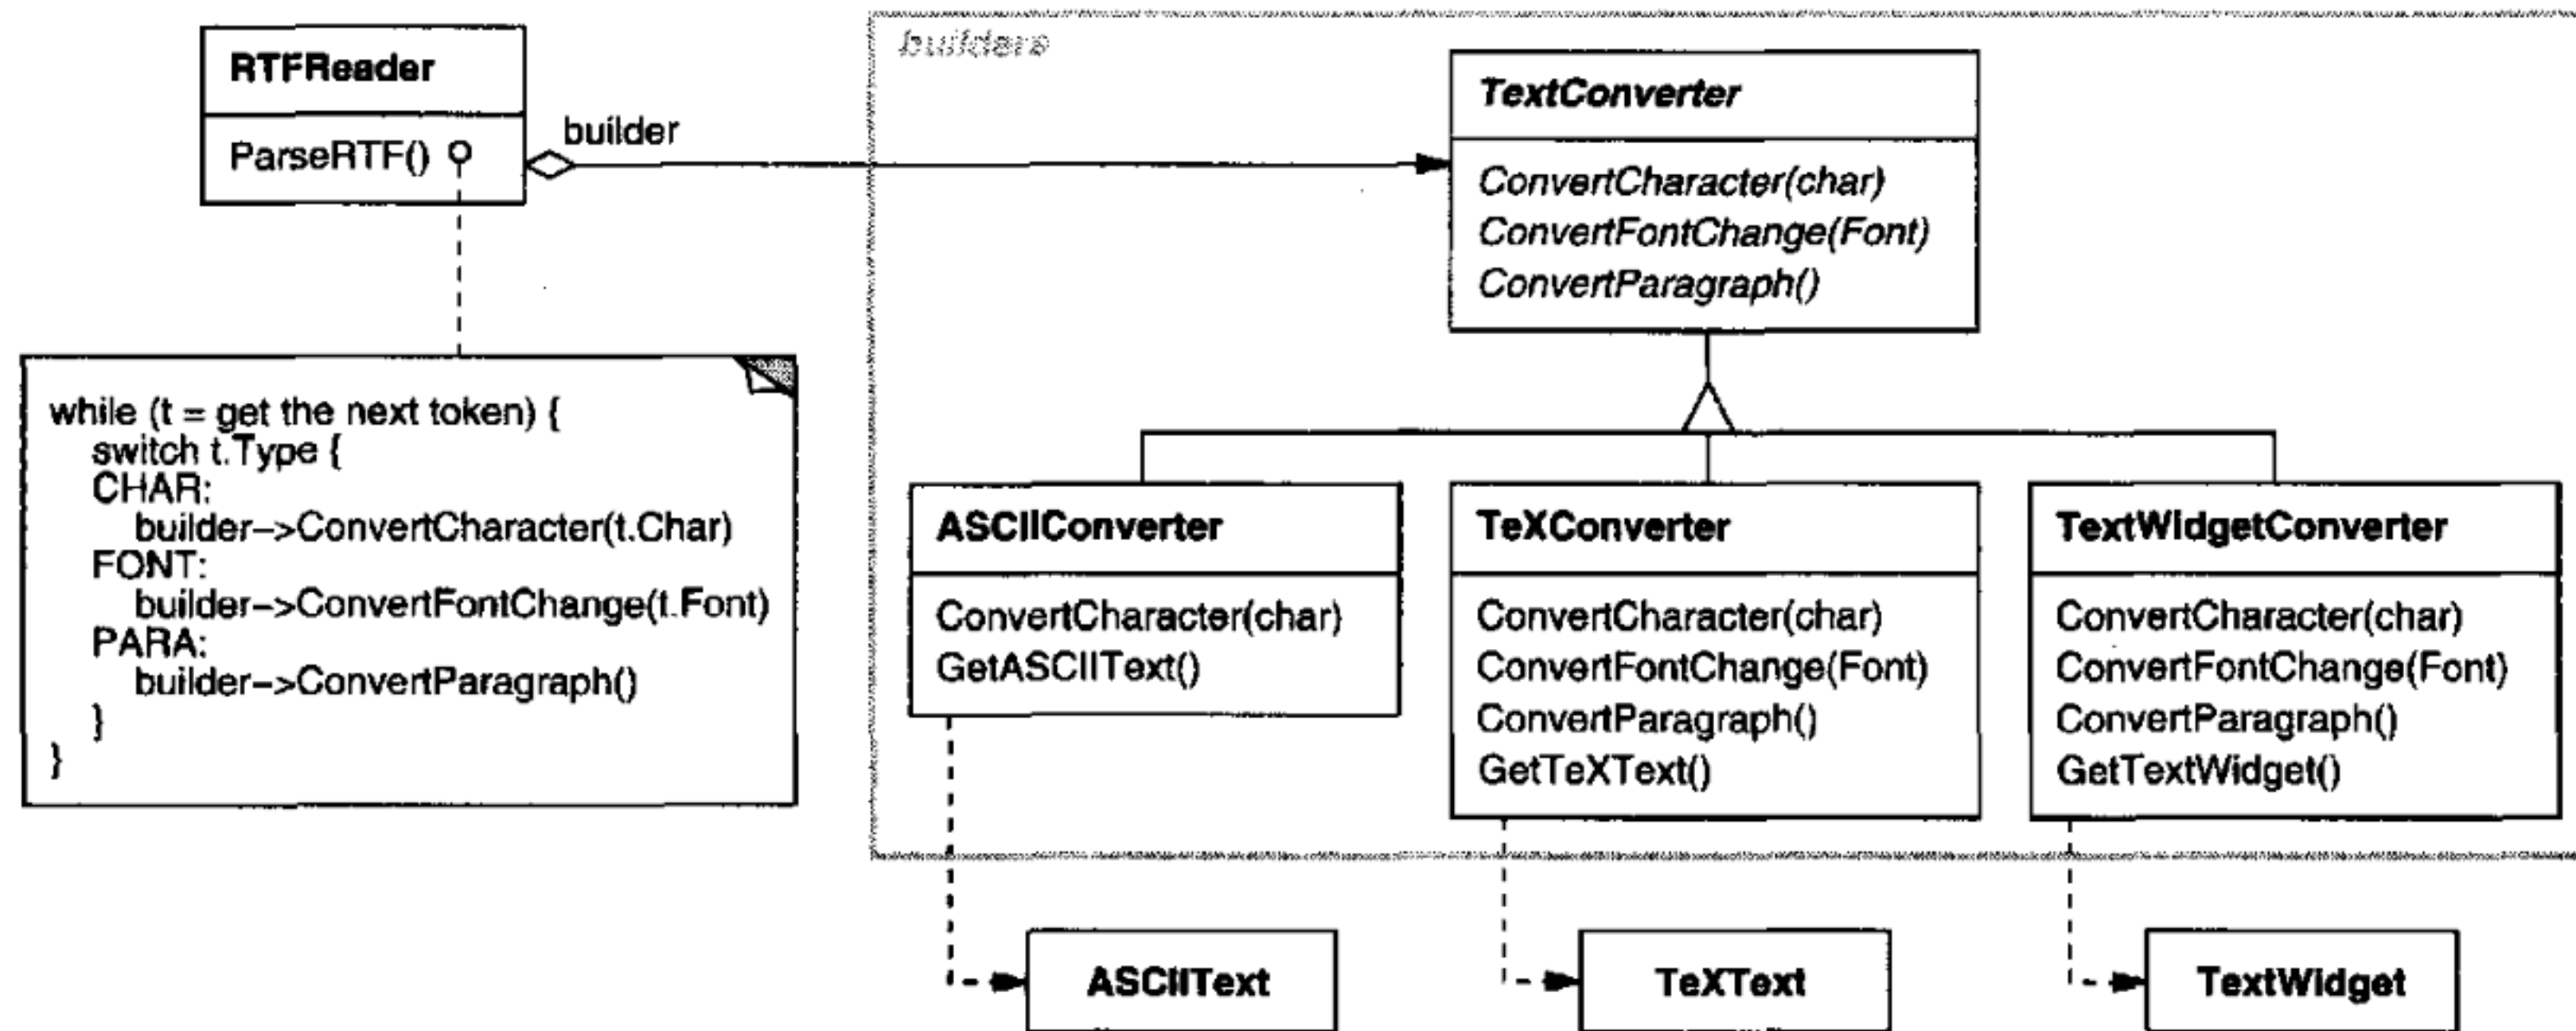 RTFReader
ParseRTF()
builder
while (t = get the next token) {
switch t.Type {
CHAR:
builder->ConvertCharacter(t.Char)
FONT:
builder->ConvertFontChange(t.Font)
PARA:
builder->ConvertParagraph()
}
}
builders
TextConverter
ConvertCharacter(char)
ConvertFontChange(Font)
ConvertParagraph()
ASCIIConverter
ConvertCharacter(char)
GetASCIIText()
TeXConverter
ConvertCharacter(char)
ConvertFontChange(Font)
ConvertParagraph()
GetTeXText()
TextWidgetConverter
ConvertCharacter(char)
ConvertFontChange(Font)
ConvertParagraph()
GetTextWidget()
ASCIIText
TeXText
TextWidget